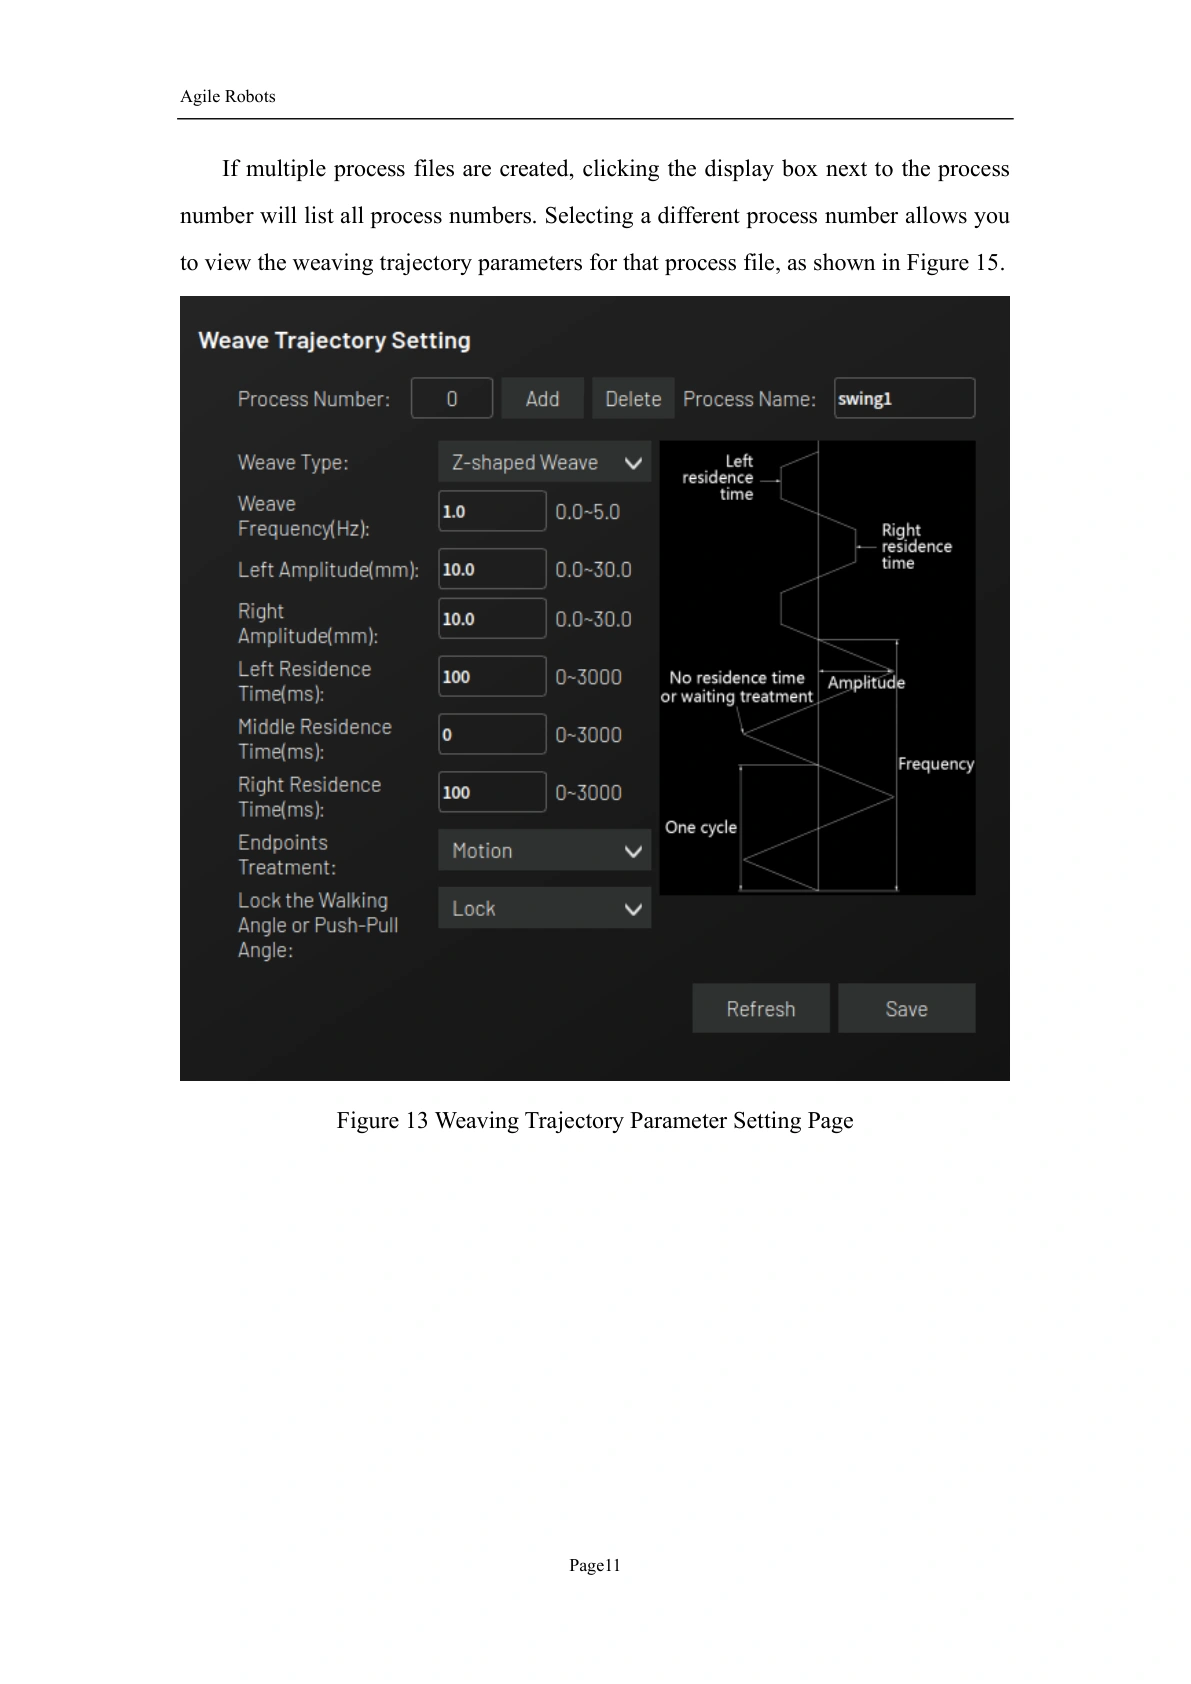 Agile Robots
If multiple process files are created, clicking the display box next to the process
number will list all process numbers. Selecting a different process number allows you
to view the weaving trajectory parameters for that process file, as shown in Figure 15.
Weave Trajectory Setting
Process Number: 0 Add Delete Process Name: swing1
Weave Type: Z-shaped Weave
Weave
Frequency(Hz): 1.0 0.0~5.0
Left Amplitude(mm): 10.0 0.0~30.0
Right
Amplitude(mm): 10.0 0.0~30.0
Left Residence
Time(ms): 100 0~3000
Middle Residence
Time(ms): 0 0~3000
Right Residence
Time(ms): 100 0~3000
Endpoints
Treatment: Motion
Lock the Walking
Angle or Push-Pull
Angle: Lock
Left
residence
time
Right
residence
time
No residence time
or waiting treatment
Amplitude
Frequency
One cycle
Refresh Save
Figure 13 Weaving Trajectory Parameter Setting Page
Page11